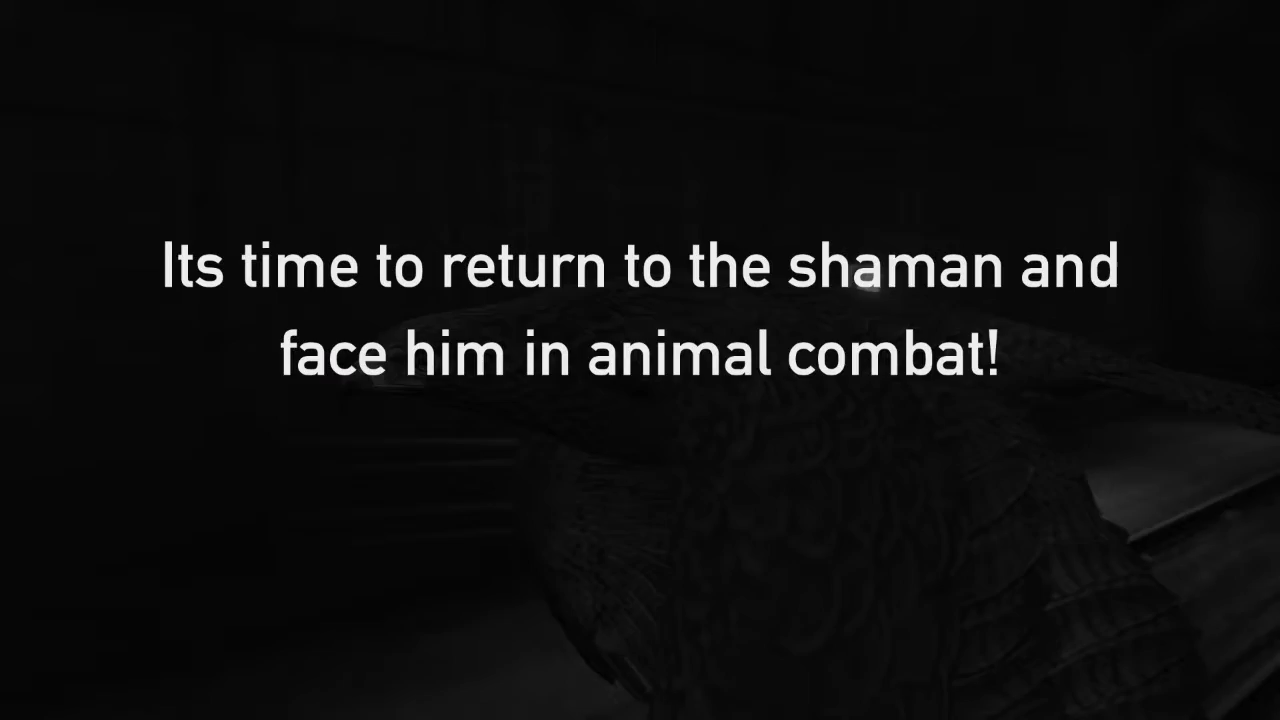 Its time to return to the shaman and
face him in animal combat!